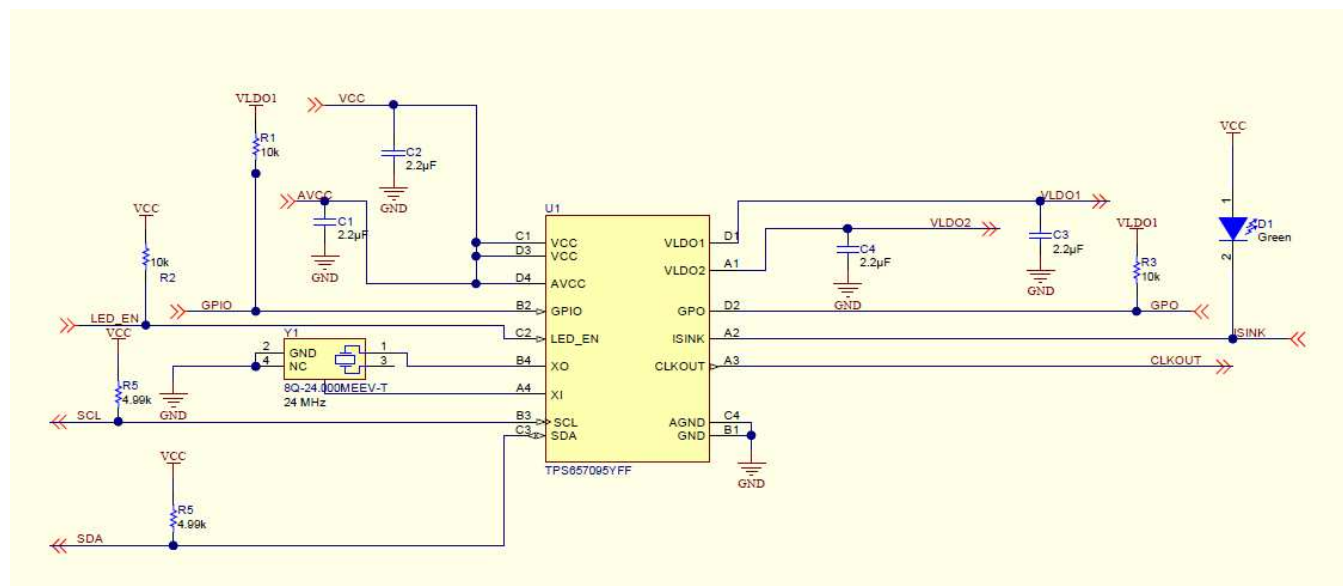 VLDO1
R1
10k
VCC
C2
2.2µF
GND
AVCC
C1
2.2µF
GND
VCC
10k
R2
GPIO
LED_EN
VCC
R5
4.99k
GND
SCL
Y1
2 GND 1
4 NC 3
8Q-24.000MEEV-T
24 MHz
VCC
R5
4.99k
SDA
U1
C1 VCC
D3 VCC
D4 AVCC
B2 GPIO
C2 LED_EN
B4 XO
A4 XI
B3 SCL
C3 SDA
VLDO1 D1
VLDO2 A1
GPO D2
ISINK A2
CLKOUT A3
AGND C4
GND B1
TPS657095YFF
GND
VLDO1
VLDO2
C4
2.2µF
GND
C3
2.2µF
GND
VLDO1
R3
10k
GPO
VCC
1
D1
Green
2
ISINK
CLKOUT